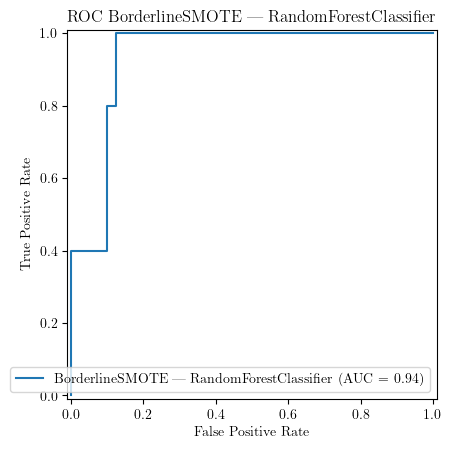 ROC BorderlineSMOTE — RandomForestClassifier
1.0
0.8
0.6
0.4
0.2
0.0
True Positive Rate
BorderlineSMOTE — RandomForestClassifier (AUC = 0.94)
0.0 0.2 0.4 0.6 0.8 1.0
False Positive Rate